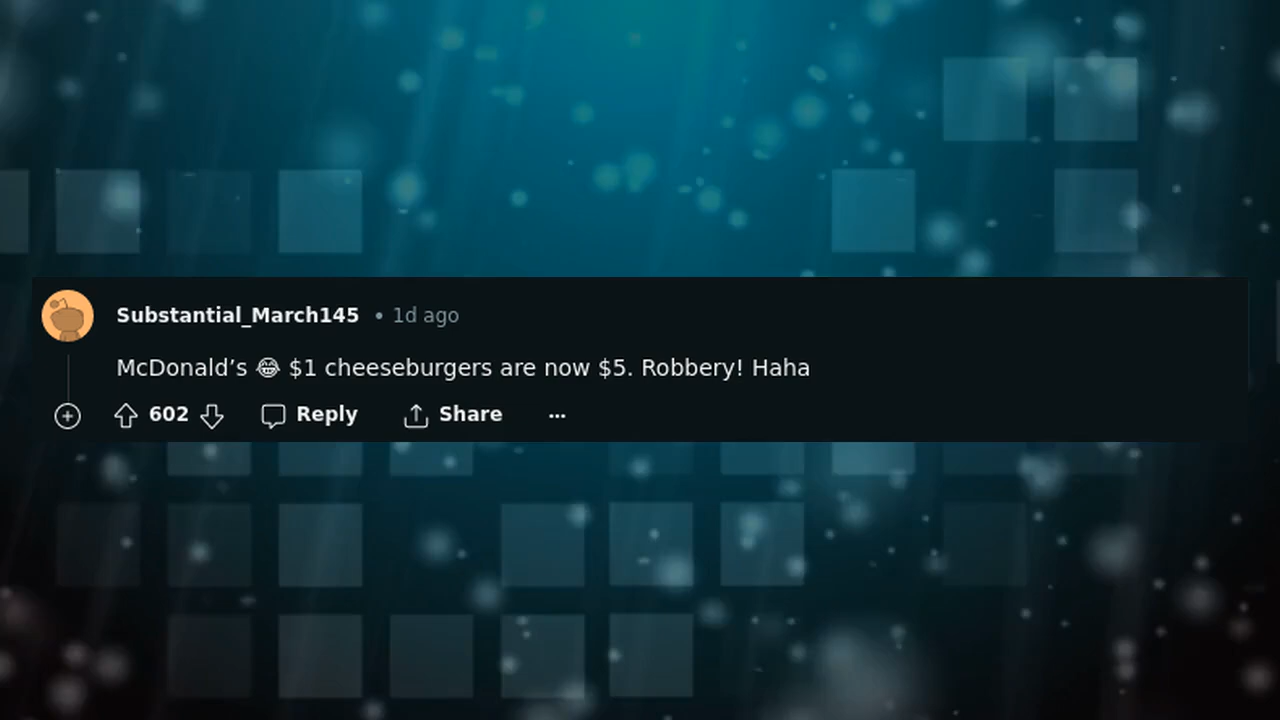 Substantial_March145 • 1d ago
McDonald’s 😂 $1 cheeseburgers are now $5. Robbery! Haha
602 Reply Share ···